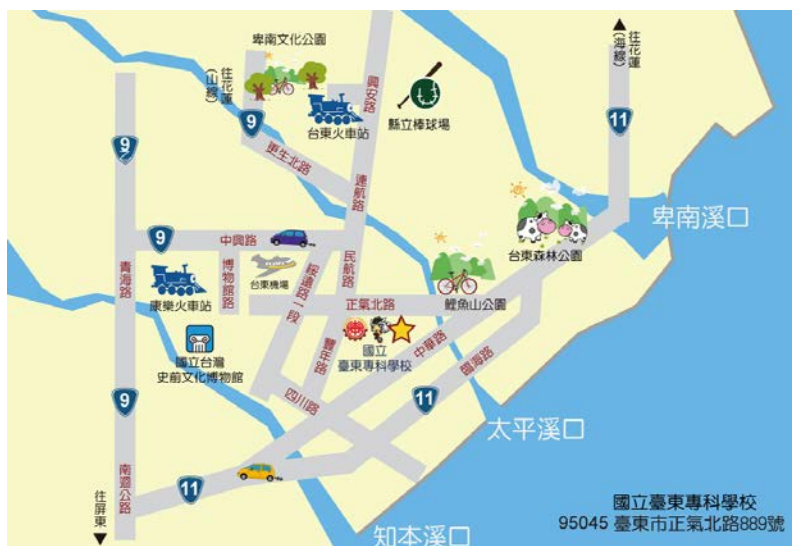 卑南文化公園
往花蓮
(山線)
往花蓮
(海線)
9
9
11
台東火車站
興安路
縣立棒球場
更生北路
連航路
卑南溪口
9
中興路
台東森林公園
青海路
博物館路
台東機場
綏遠路一段
民航路
康樂火車站
正氣北路
鯉魚山公園
國立台灣
史前文化博物館
豐年路
國立
臺東專科學校
中華路
臨海路
四川路
9
11
太平溪口
南迴公路
11
往屏東
知本溪口
國立臺東專科學校
95045 臺東市正氣北路889號